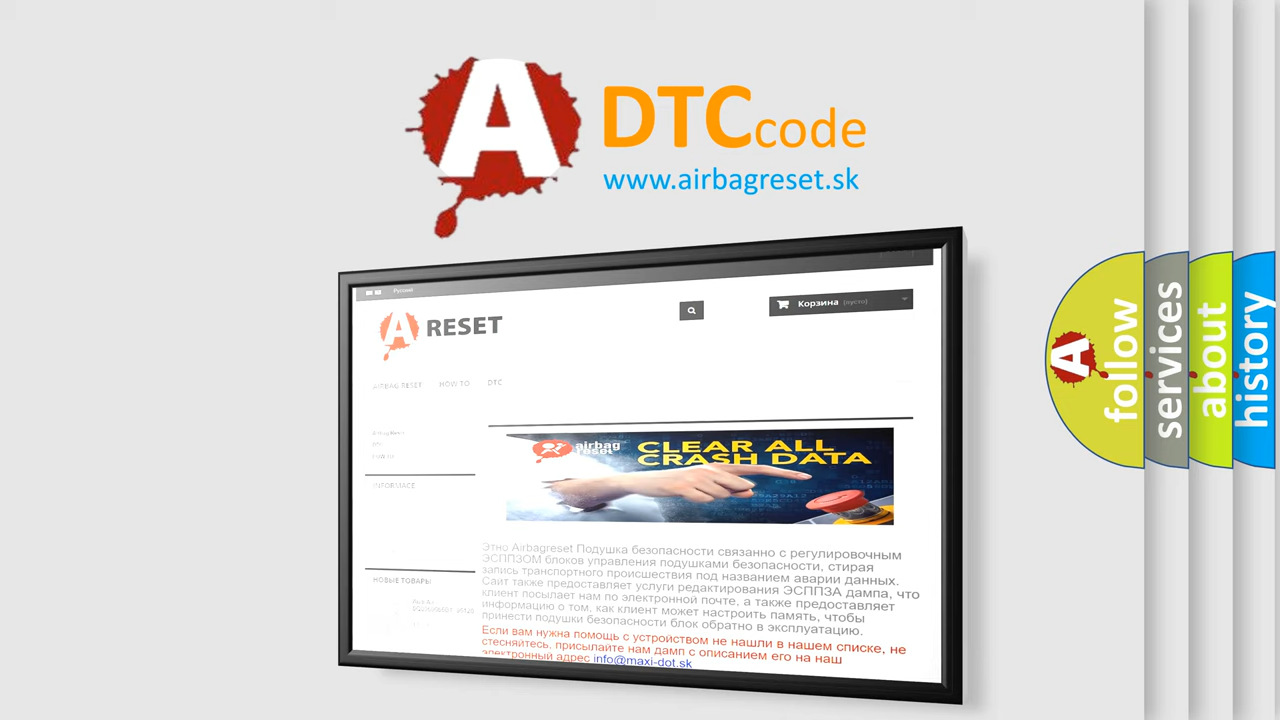 A
DTCcode
www.airbagreset.sk
Русский
A RESET
Корзина (пусто)
AIRBAG RESET HOW TO DTC
INFORMACE
airbag
reset
CLEAR ALL
CRASH DATA
Этно Airbagreset Подушка безопасности связанно с регулировочным
ЭСППЗОМ блоков управления подушками безопасности, стирая
запись транспортного происшествия под названием аварии данных.
Сайт также предоставляет услуги редактирования ЭСППЗА дампа, что
клиент посылает нам по электронной почте, а также предоставляет
информацию о том, как клиент может настроить память, чтобы
принести подушки безопасности блок обратно в эксплуатацию.
Если вам нужна помощь с устройством не нашли в нашем списке, не
стесняйтесь, присылайте нам дамп с описанием его на наш
электронный адрес info@maxi-dot.sk
НОВЫЕ ТОВАРЫ
A
follow
services
about
history